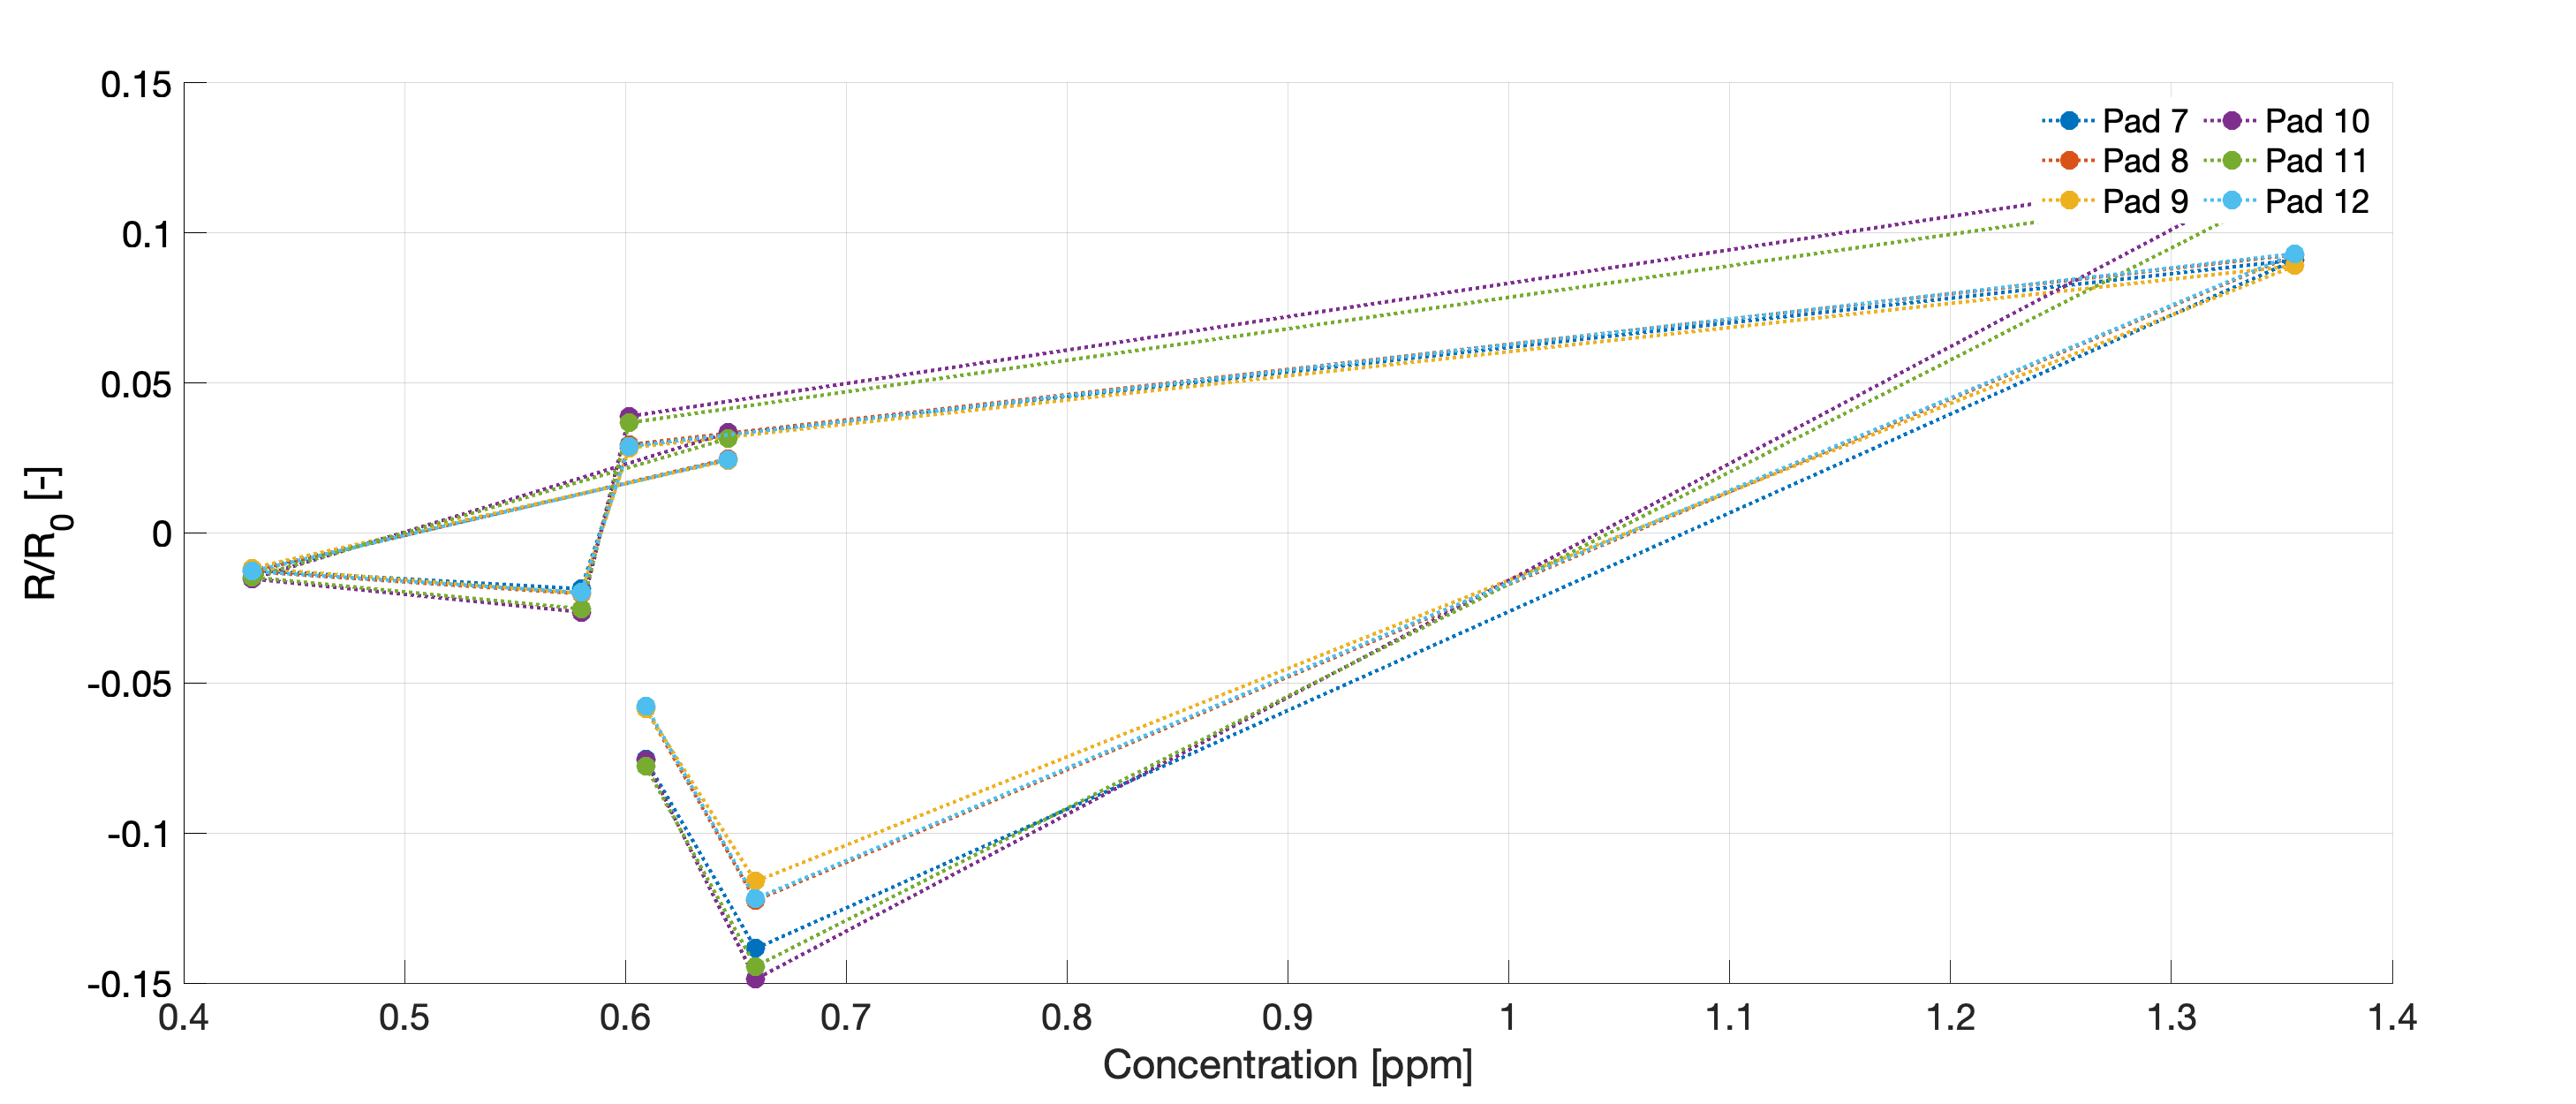 0.15
0.1
0.05
0
-0.05
-0.1
-0.15
R/R0 [-]
0.4 0.5 0.6 0.7 0.8 0.9 1 1.1 1.2 1.3 1.4
Concentration [ppm]
Pad 7 Pad 10
Pad 8 Pad 11
Pad 9 Pad 12